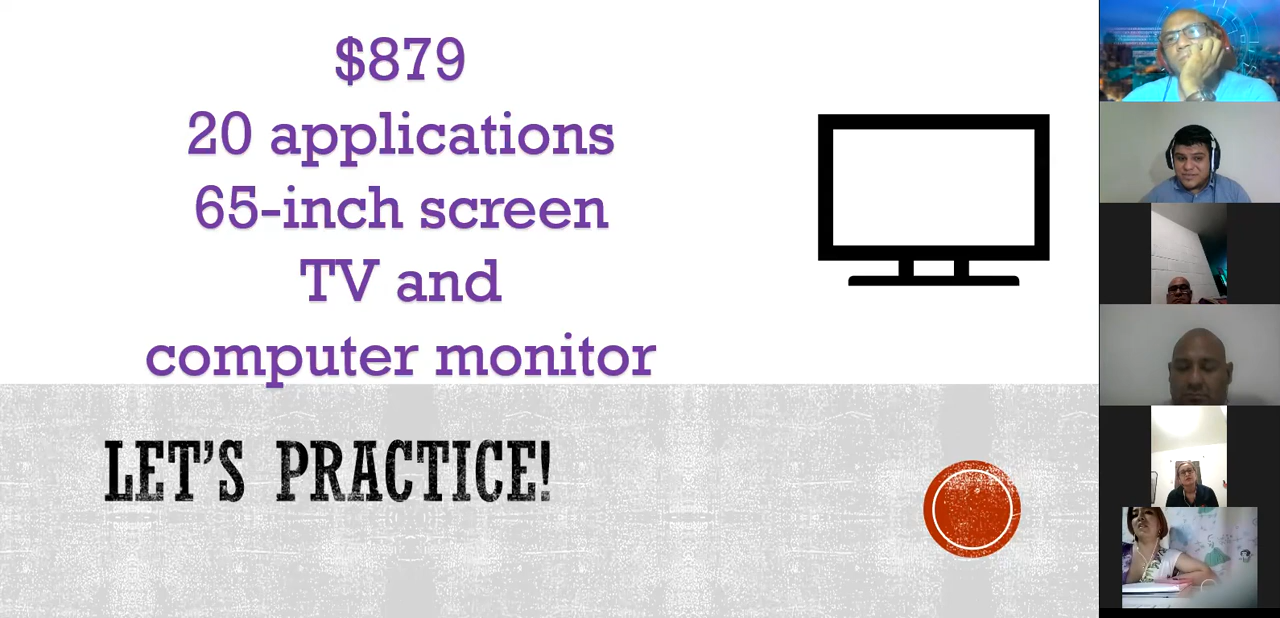 $879
20 applications
65-inch screen
TV and
computer monitor
LET'S PRACTICE!